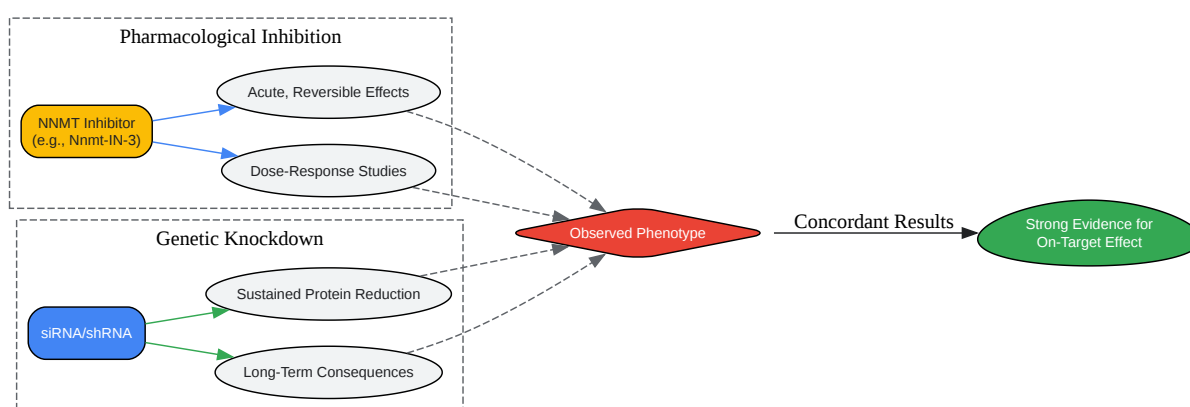 Pharmacological Inhibition
NNMT Inhibitor
(e.g., Nnmt-IN-3)
Acute, Reversible Effects
Dose-Response Studies
Genetic Knockdown
siRNA/shRNA
Sustained Protein Reduction
Long-Term Consequences
Observed Phenotype
Concordant Results
Strong Evidence for
On-Target Effect